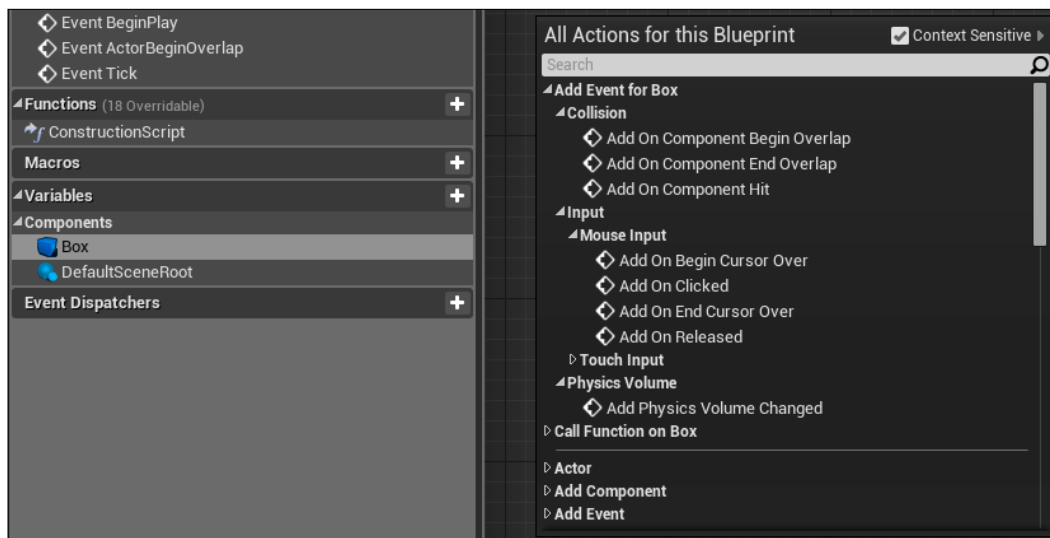 Event BeginPlay
Event ActorBeginOverlap
Event Tick
Functions (18 Overridable)
ConstructionScript
Macros
Variables
Components
Box
DefaultSceneRoot
Event Dispatchers
All Actions for this Blueprint
Context Sensitive
Search
Add Event for Box
Collision
Add On Component Begin Overlap
Add On Component End Overlap
Add On Component Hit
Input
Mouse Input
Add On Begin Cursor Over
Add On Clicked
Add On End Cursor Over
Add On Released
Touch Input
Physics Volume
Add Physics Volume Changed
Call Function on Box
Actor
Add Component
Add Event